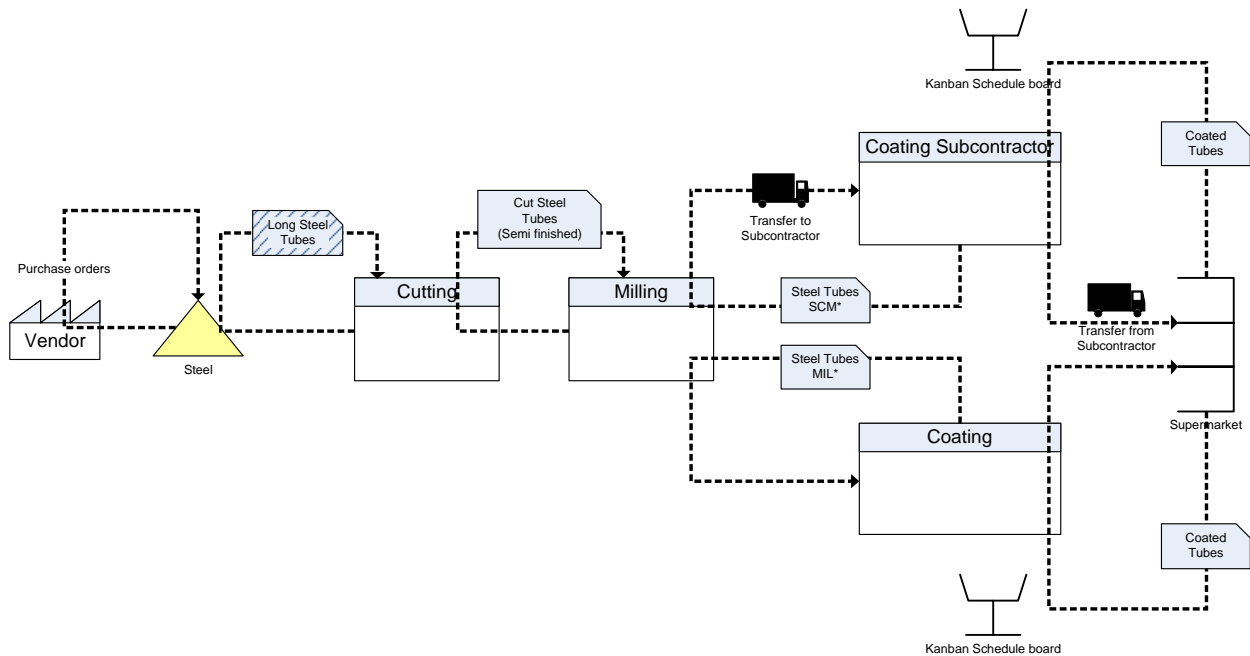 Kanban Schedule board
Coating Subcontractor
Coated
Tubes
Cut Steel
Tubes
(Semi finished)
Transfer to
Subcontractor
Long Steel
Tubes
Purchase orders
Cutting
Milling
Steel Tubes
SCM*
Transfer from
Subcontractor
Vendor
Steel
Steel Tubes
MIL*
Supermarket
Coating
Coated
Tubes
Kanban Schedule board